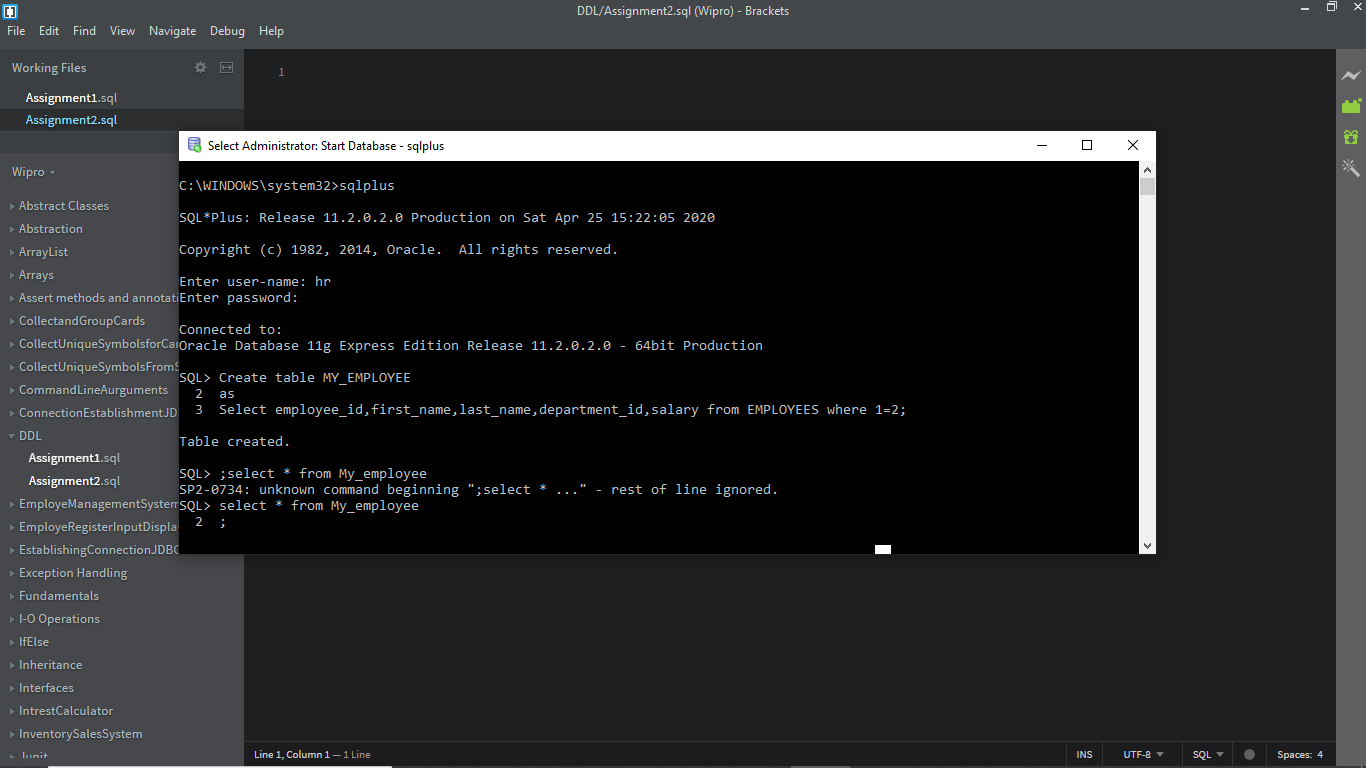 DDL/Assignment2.sql (Wipro) - Brackets
File Edit Find View Navigate Debug Help
Working Files
Assignment1.sql
Assignment2.sql
Wipro
Abstract Classes
Abstraction
ArrayList
Arrays
Assert methods and annotati
CollectandGroupCards
CollectUniqueSymbolsforCar
CollectUniqueSymbolsFromS
CommandLineAurguments
ConnectionEstablishmentJD
DDL
Assignment1.sql
Assignment2.sql
EmployeManagementSystem
EmployeRegisterInputDispla
EstablishingConnectionJDBC
Exception Handling
Fundamentals
I-O Operations
IfElse
Inheritance
Interfaces
IntrestCalculator
InventorySalesSystem
Junit
1
Select Administrator: Start Database - sqlplus
C:\WINDOWS\system32>sqlplus
SQL*Plus: Release 11.2.0.2.0 Production on Sat Apr 25 15:22:05 2020
Copyright (c) 1982, 2014, Oracle.  All rights reserved.
Enter user-name: hr
Enter password:
Connected to:
Oracle Database 11g Express Edition Release 11.2.0.2.0 - 64bit Production
SQL> Create table MY_EMPLOYEE
2  as
3  Select employee_id,first_name,last_name,department_id,salary from EMPLOYEES where 1=2;
Table created.
SQL> ;select * from My_employee
SP2-0734: unknown command beginning ";select * ..." - rest of line ignored.
SQL> select * from My_employee
2  ;
Line 1, Column 1 — 1 Line
INS UTF-8 SQL Spaces: 4